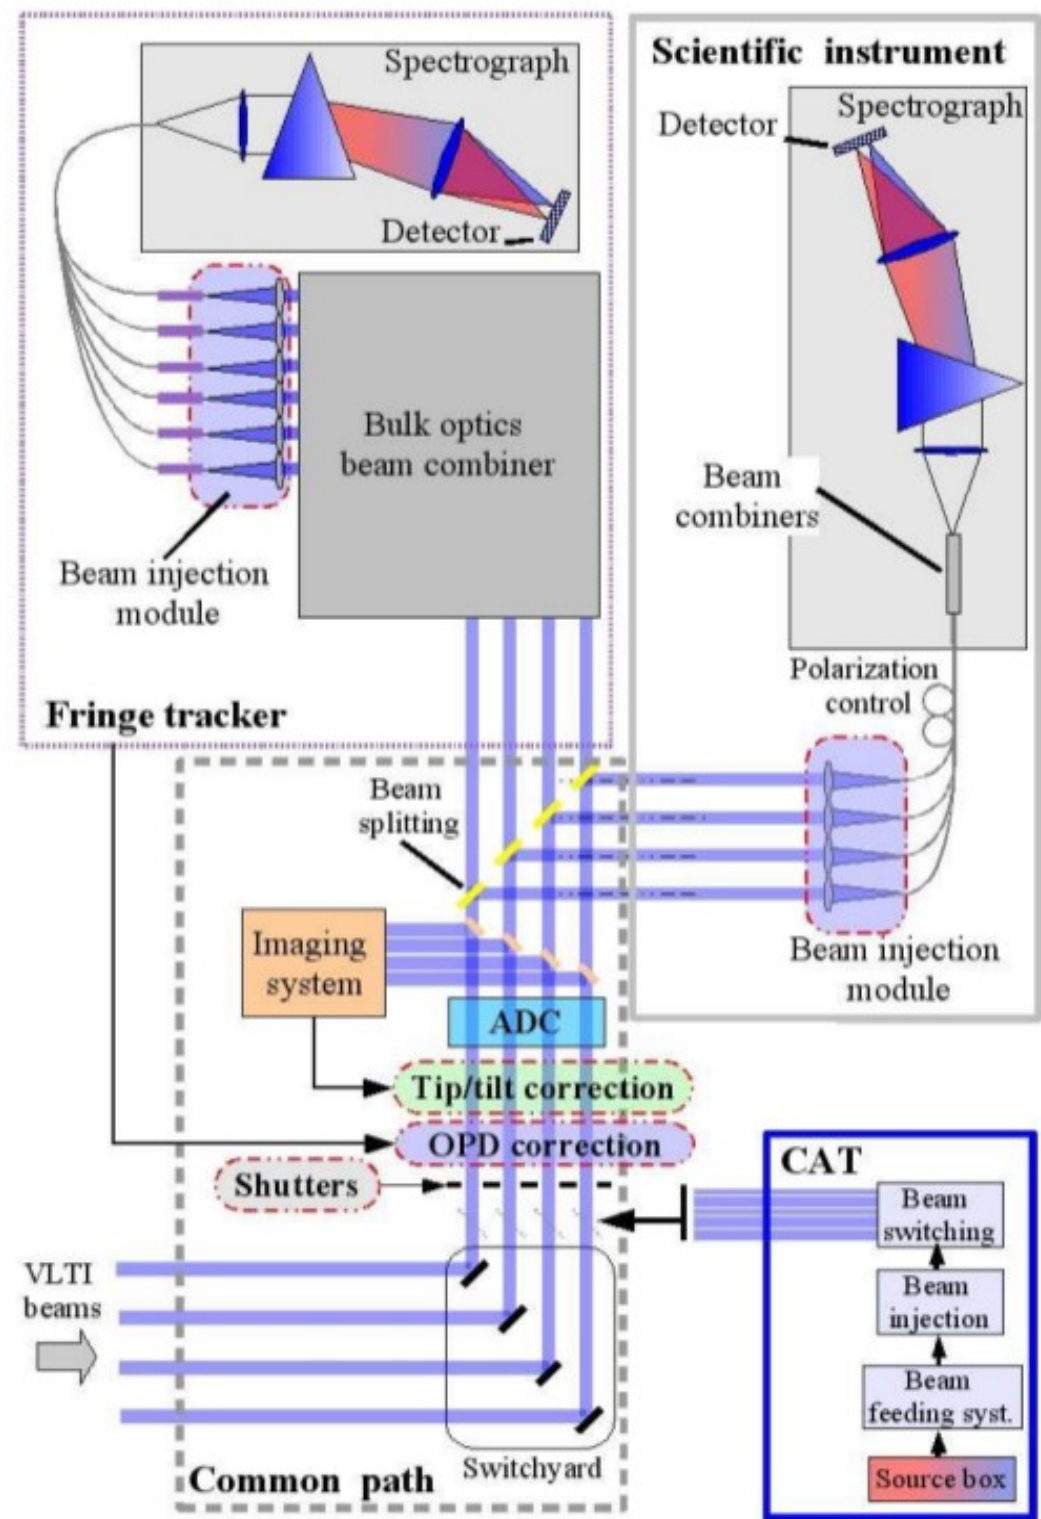 Spectrograph
Detector
Bulk optics
beam combiner
Beam injection
module
Fringe tracker
Scientific instrument
Spectrograph
Detector
Beam
combiners
Polarization
control
Beam injection
module
Beam
splitting
Imaging
system
ADC
Tip/tilt correction
OPD correction
Shutters
VLTI
beams
Switchyard
Common path
CAT
Beam
switching
Beam
injection
Beam
feeding syst.
Source box